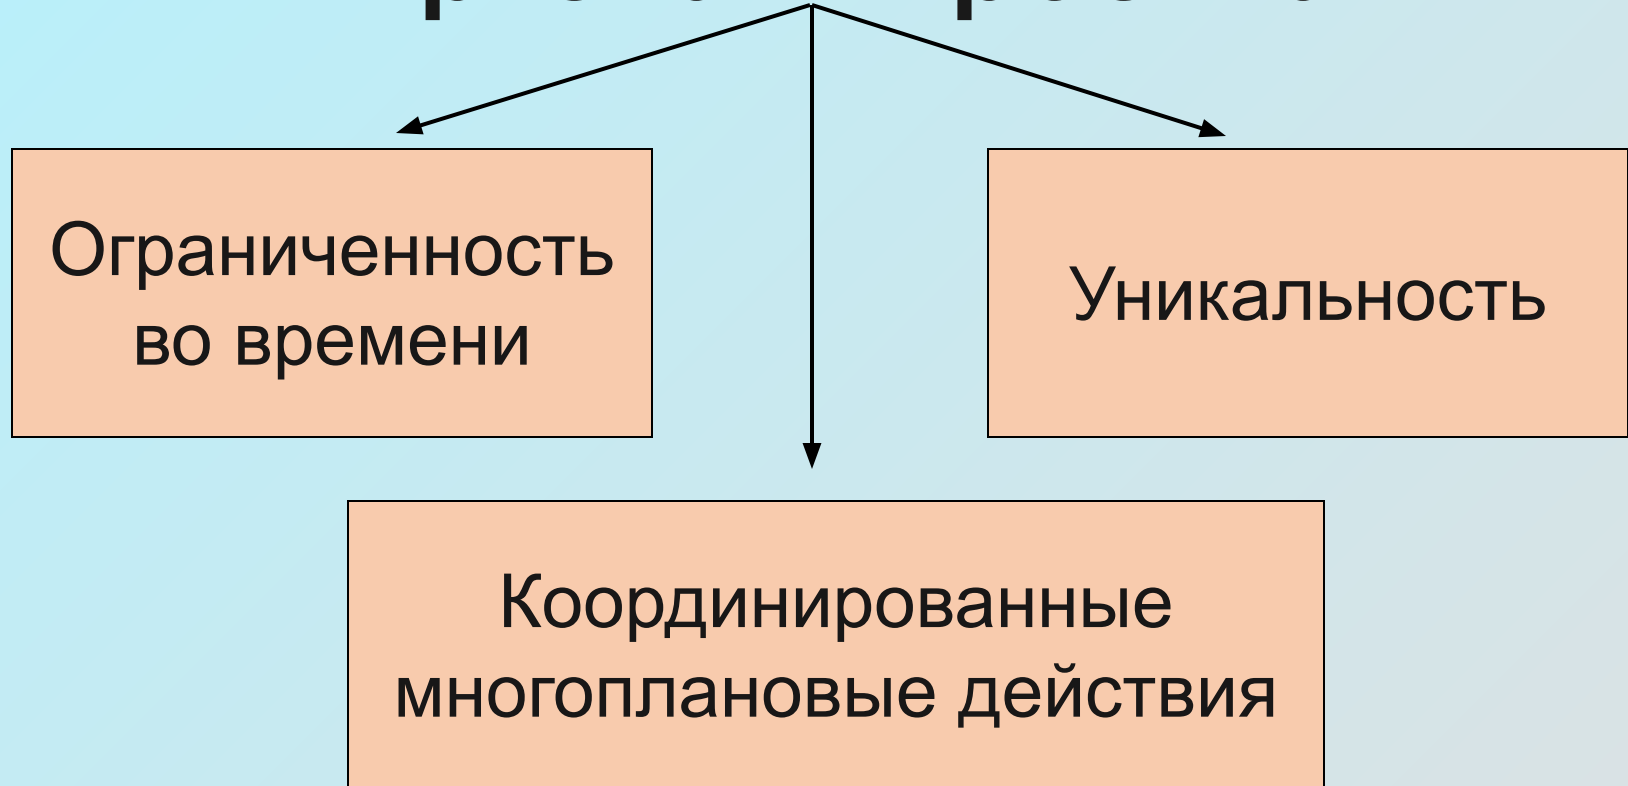 Ограниченность
во времени
Уникальность
Координированные
многоплановые действия